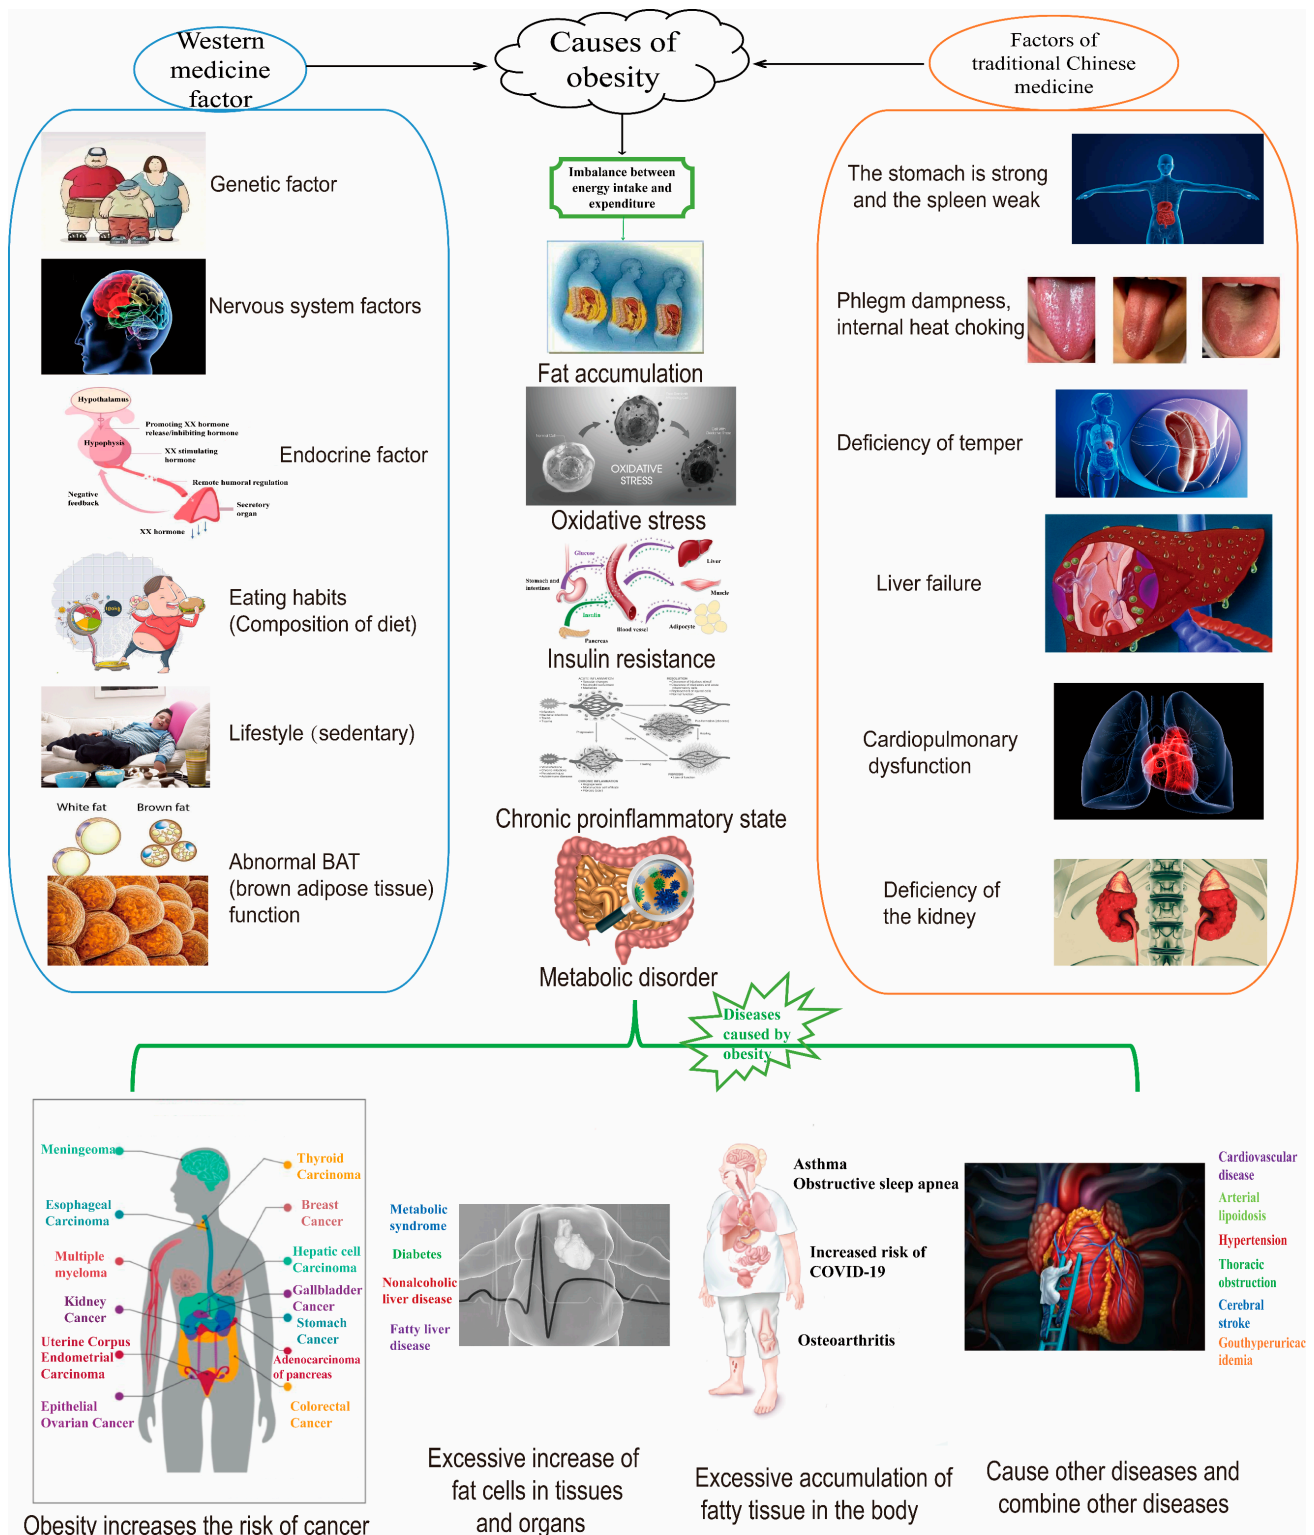 Western
medicine
factor
Causes of
obesity
Factors of
traditional Chinese
medicine
Genetic factor
Nervous system factors
Hypothalamus
Promoting XX hormone
release/inhibiting hormone
Hypophysis
XX stimulating
hormone
Endocrine factor
Remote humoral regulation
Negative
feedback
Secretory
organ
XX hormone
Eating habits
(Composition of diet)
Lifestyle (sedentary)
White fat
Brown fat
Abnormal BAT
(brown adipose tissue)
function
Imbalance between
energy intake and
expenditure
Fat accumulation
OXIDATIVE
STRESS
Oxidative stress
Glucose
Liver
Stomach and
intestines
Muscle
Insulin
Blood vessel
Adipocyte
Pancreas
Insulin resistance
Chronic proinflammatory state
Metabolic disorder
The stomach is strong
and the spleen weak
Phlegm dampness,
internal heat choking
Deficiency of temper
Liver failure
Cardiopulmonary
dysfunction
Deficiency of
the kidney
Diseases
caused by
obesity
Meningeoma
Thyroid
Carcinoma
Esophageal
Carcinoma
Breast
Cancer
Multiple
myeloma
Hepatic cell
Carcinoma
Kidney
Cancer
Gallbladder
Cancer
Stomach
Cancer
Uterine Corpus
Endometrial
Carcinoma
Adenocarcinoma
of pancreas
Epithelial
Ovarian Cancer
Colorectal
Cancer
Obesity increases the risk of cancer
Metabolic
syndrome
Diabetes
Nonalcoholic
liver disease
Fatty liver
disease
Excessive increase of
fat cells in tissues
and organs
Asthma
Obstructive sleep apnea
Increased risk of
COVID-19
Osteoarthritis
Excessive accumulation of
fatty tissue in the body
Cardiovascular
disease
Arterial
lipoidosis
Hypertension
Thoracic
obstruction
Cerebral
stroke
Gouthyperuricac
idemia
Cause other diseases and
combine other diseases